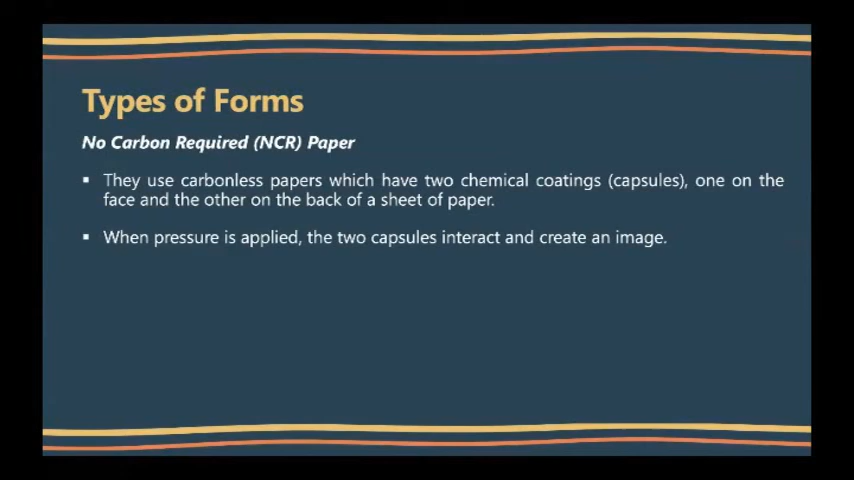 Types of Forms
No Carbon Required (NCR) Paper
▪ They use carbonless papers which have two chemical coatings (capsules), one on the
face and the other on the back of a sheet of paper.
▪ When pressure is applied, the two capsules interact and create an image.